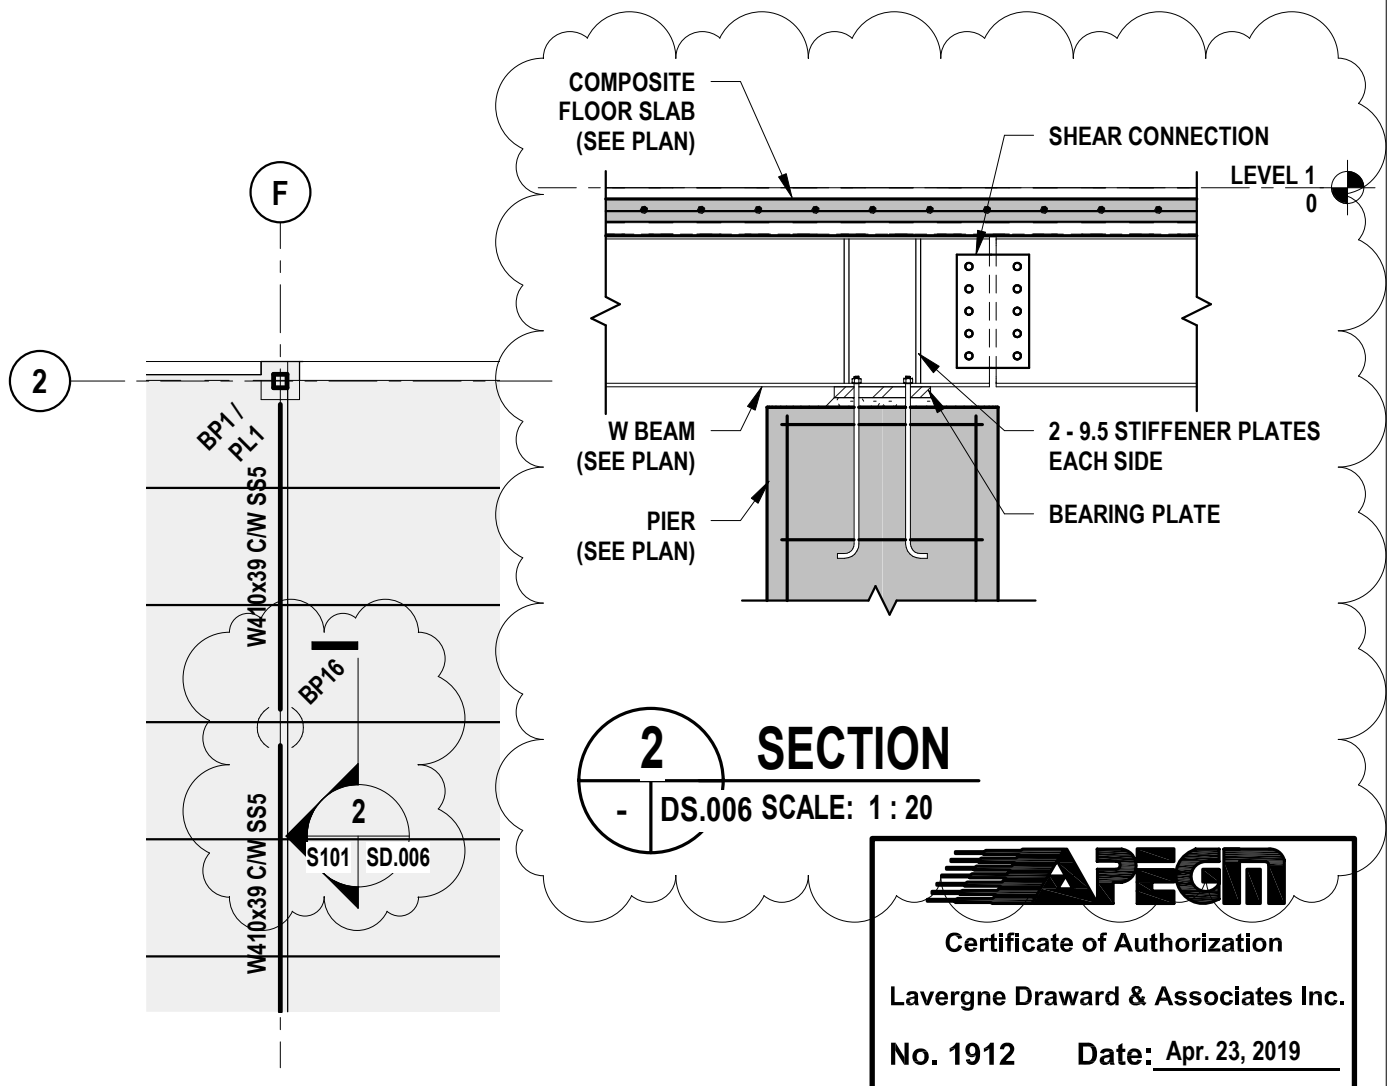 COMPOSITE
FLOOR SLAB
(SEE PLAN)
SHEAR CONNECTION
LEVEL 1
0
F
2
W BEAM
(SEE PLAN)
2 - 9.5 STIFFENER PLATES
EACH SIDE
PIER
(SEE PLAN)
BEARING PLATE
BP1 /
PL1
W410x39 C/W SS5
BP16
W410x39 C/W SS5
2
S101 SD.006
2 SECTION
- DS.006 SCALE: 1 : 20
APEGM
Certificate of Authorization
Lavergne Draward & Associates Inc.
No. 1912 Date: Apr. 23, 2019